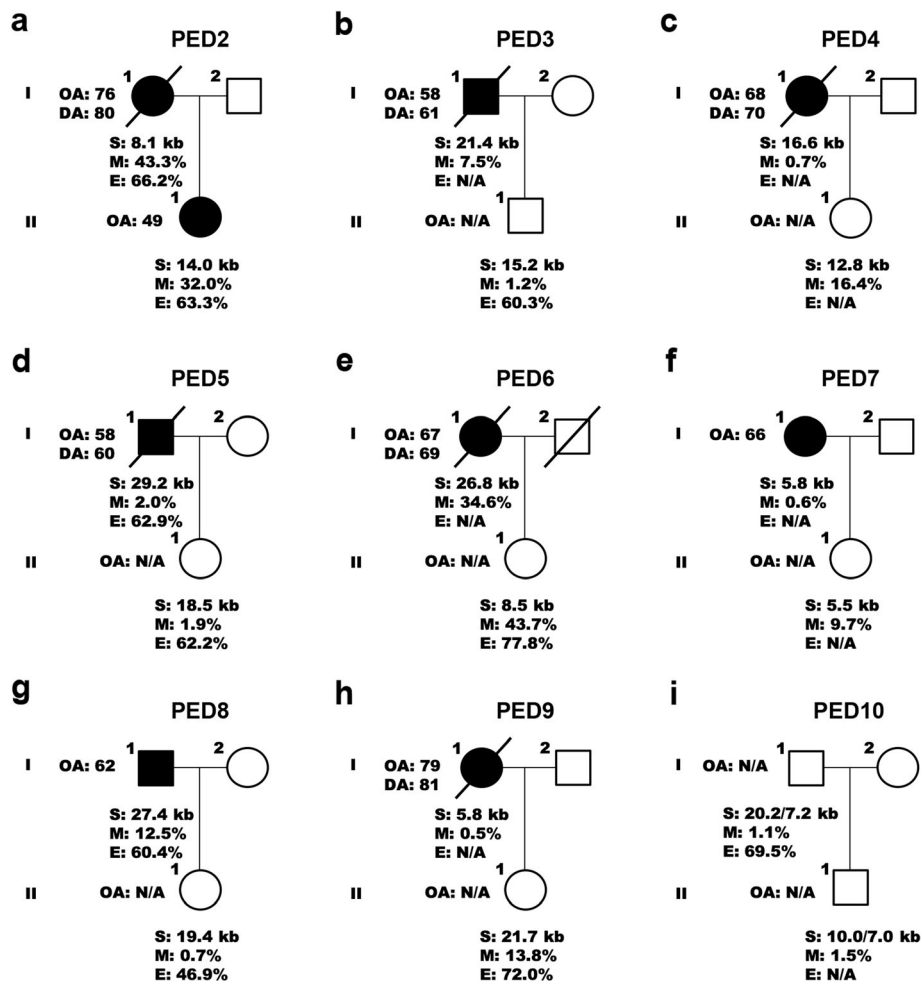 a
PED2
I
1
2
OA: 76
DA: 80
S: 8.1 kb
M: 43.3%
E: 66.2%
II
1
OA: 49
S: 14.0 kb
M: 32.0%
E: 63.3%
b
PED3
I
1
2
OA: 58
DA: 61
S: 21.4 kb
M: 7.5%
E: N/A
II
1
OA: N/A
S: 15.2 kb
M: 1.2%
E: 60.3%
c
PED4
I
1
2
OA: 68
DA: 70
S: 16.6 kb
M: 0.7%
E: N/A
II
1
OA: N/A
S: 12.8 kb
M: 16.4%
E: N/A
d
PED5
I
1
2
OA: 58
DA: 60
S: 29.2 kb
M: 2.0%
E: 62.9%
II
1
OA: N/A
S: 18.5 kb
M: 1.9%
E: 62.2%
e
PED6
I
1
2
OA: 67
DA: 69
S: 26.8 kb
M: 34.6%
E: N/A
II
1
OA: N/A
S: 8.5 kb
M: 43.7%
E: 77.8%
f
PED7
I
1
2
OA: 66
S: 5.8 kb
M: 0.6%
E: N/A
II
1
OA: N/A
S: 5.5 kb
M: 9.7%
E: N/A
g
PED8
I
1
2
OA: 62
S: 27.4 kb
M: 12.5%
E: 60.4%
II
1
OA: N/A
S: 19.4 kb
M: 0.7%
E: 46.9%
h
PED9
I
1
2
OA: 79
DA: 81
S: 5.8 kb
M: 0.5%
E: N/A
II
1
OA: N/A
S: 21.7 kb
M: 13.8%
E: 72.0%
i
PED10
I
1
2
OA: N/A
S: 20.2/7.2 kb
M: 1.1%
E: 69.5%
II
1
OA: N/A
S: 10.0/7.0 kb
M: 1.5%
E: N/A